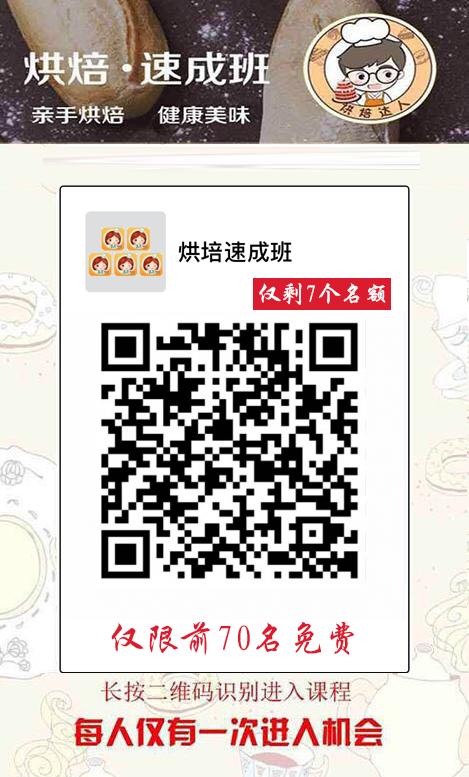 烘焙·速成班
亲手烘焙 健康美味
烘焙达人
烘培速成班
仅剩7个名额
仅限前70名免费
长按二维码识别进入课程
每人仅有一次进入机会